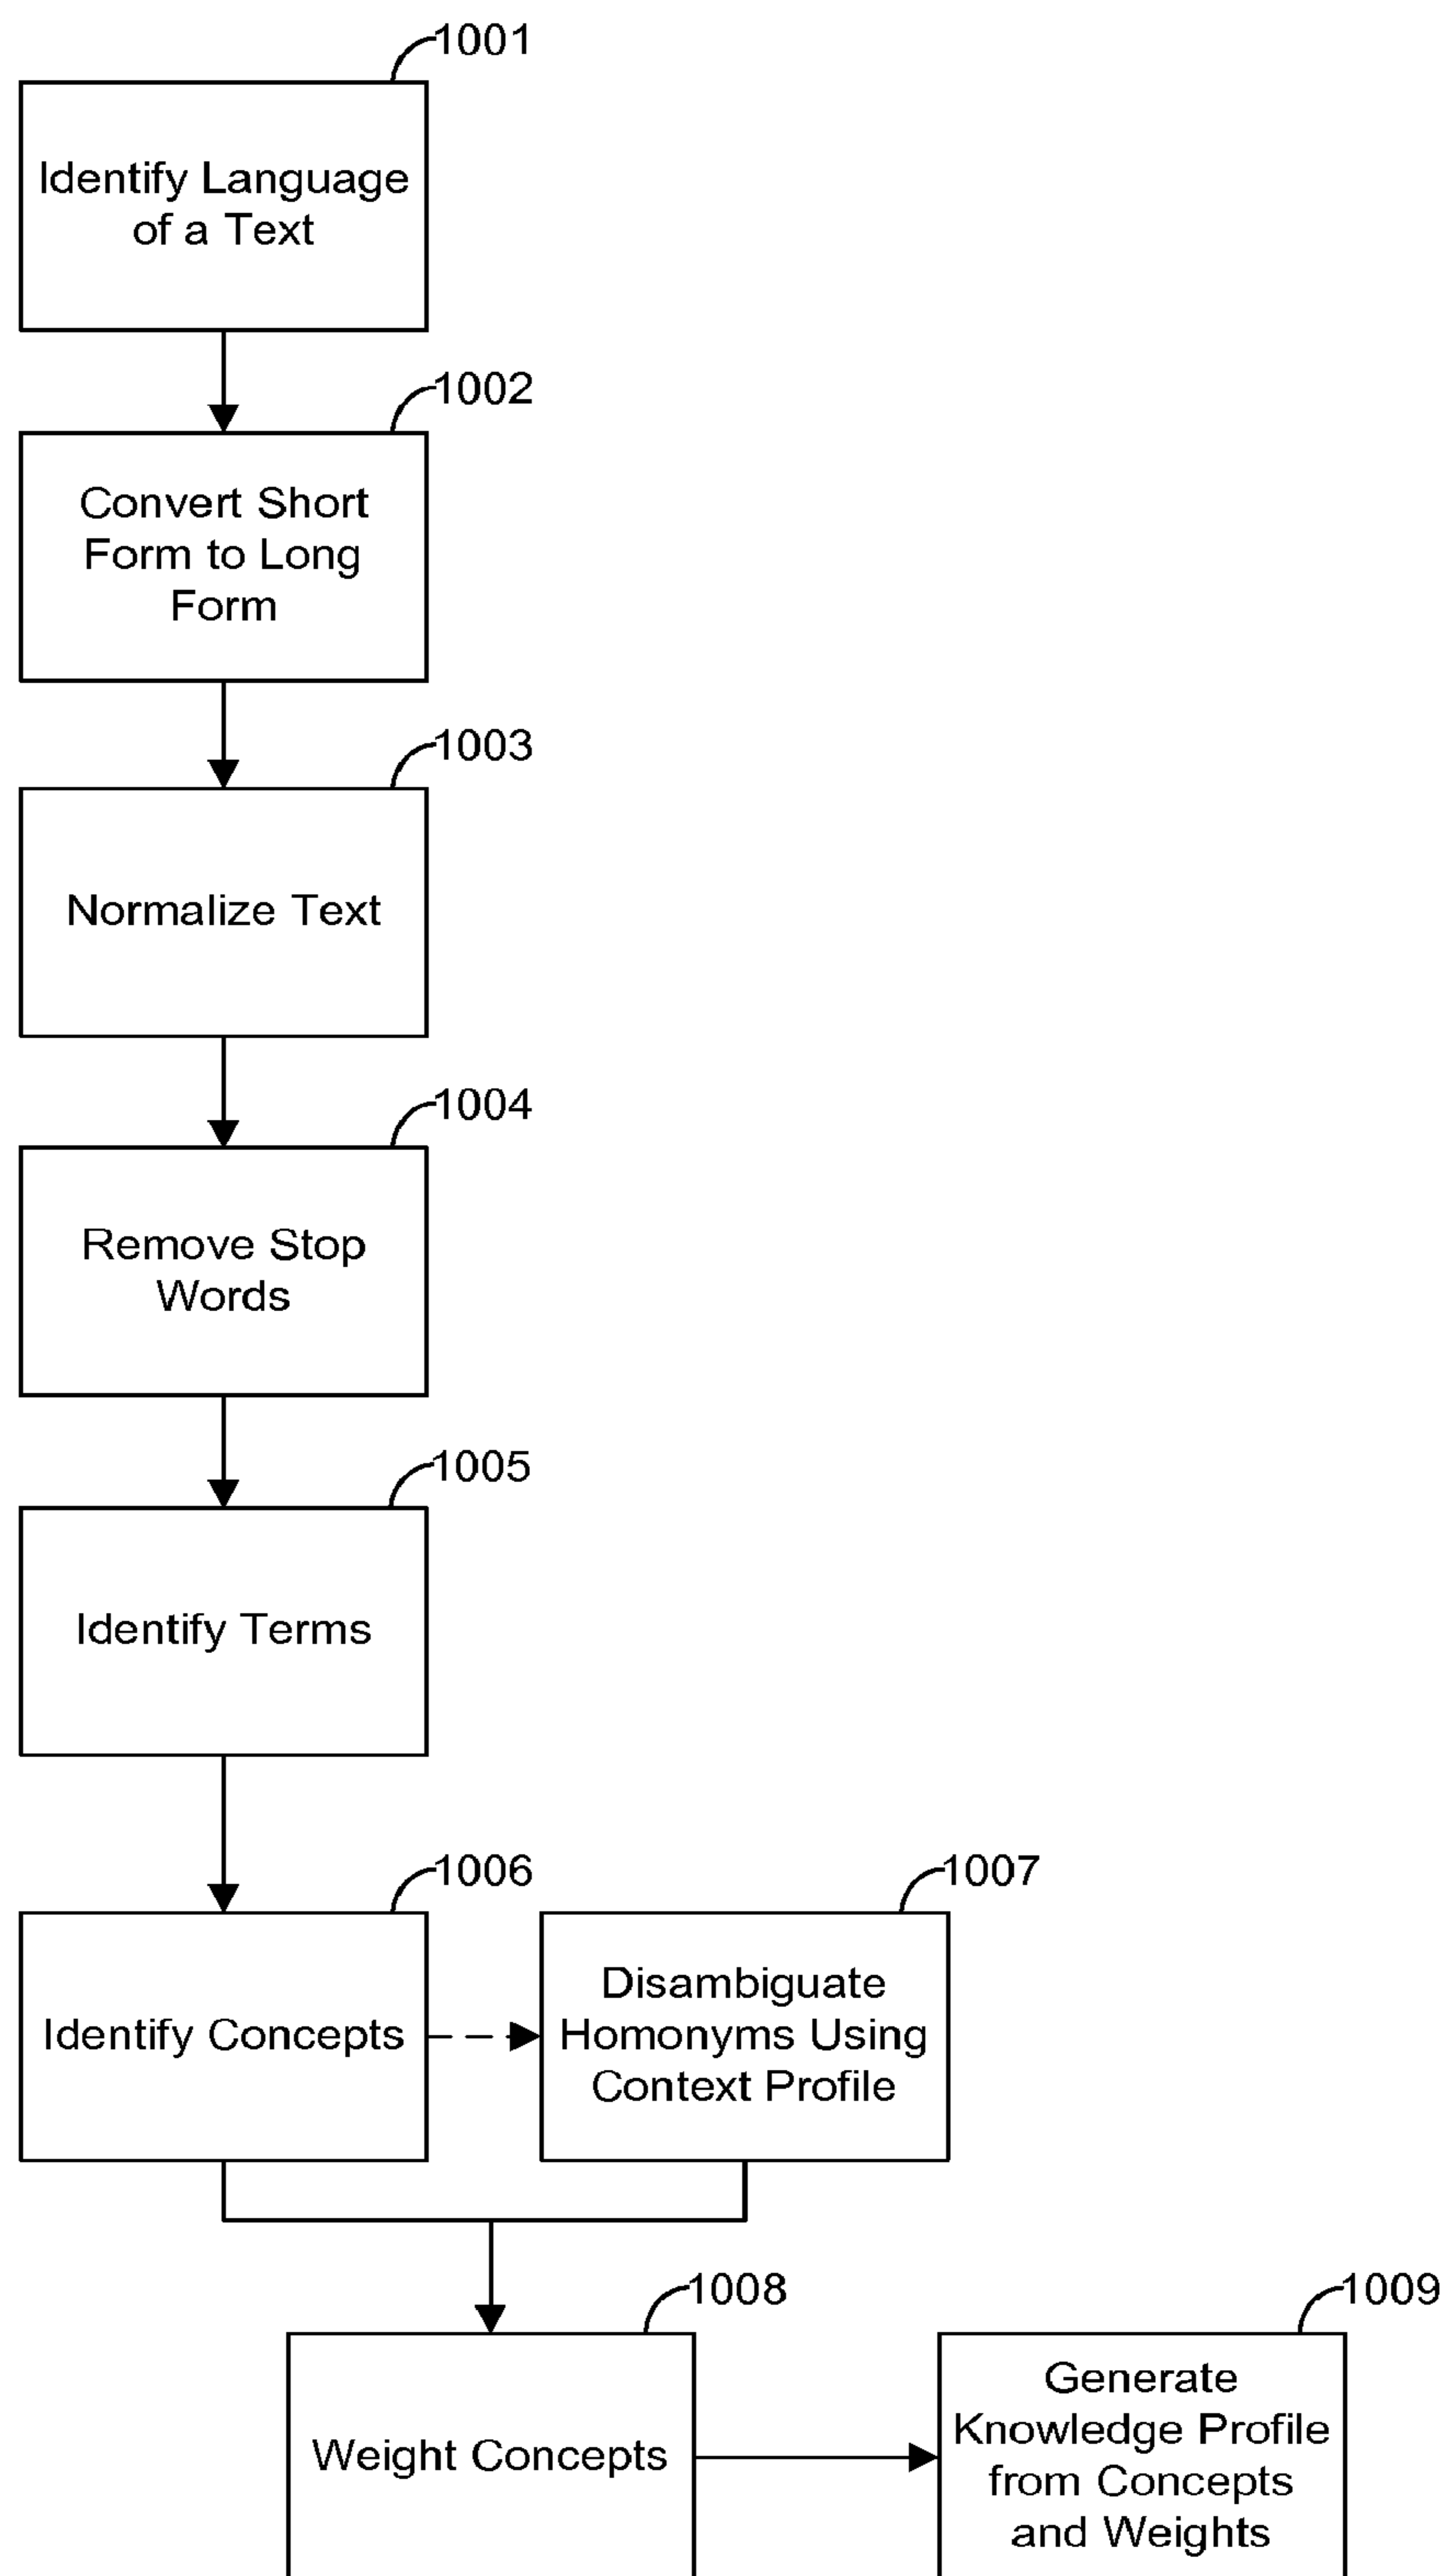 1001
Identify Language
of a Text
1002
Convert Short
Form to Long
Form
1003
Normalize Text
1004
Remove Stop
Words
1005
Identify Terms
1006
Identify Concepts
1007
Disambiguate
Homonyms Using
Context Profile
1008
Weight Concepts
1009
Generate
Knowledge Profile
from Concepts
and Weights